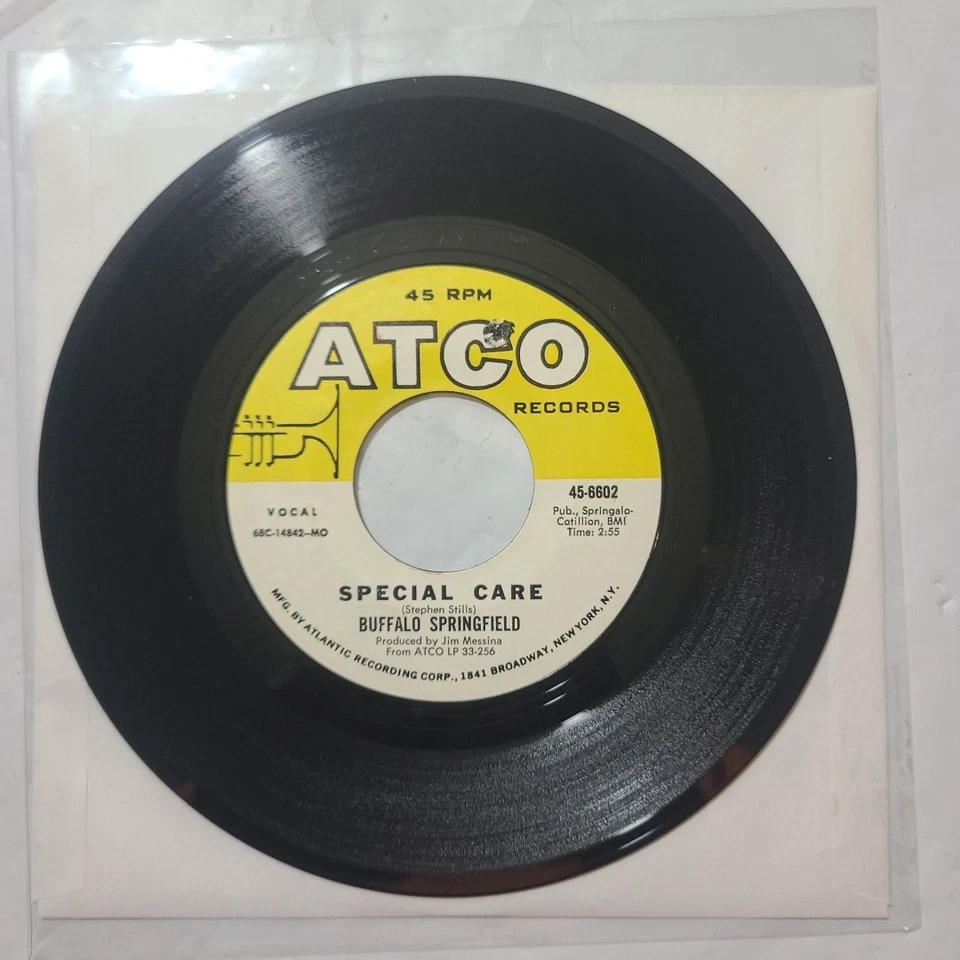 45 RPM
ATCO
RECORDS
45-6602
Pub., Springalo-
Cotillion, BMI
Time: 2:55
VOCAL
68C-14842-MO
SPECIAL CARE
(Stephen Stills)
BUFFALO SPRINGFIELD
Produced by Jim Messina
From ATCO LP 33-256
MFG. BY ATLANTIC RECORDING CORP., 1841 BROADWAY, NEW YORK, N.Y.